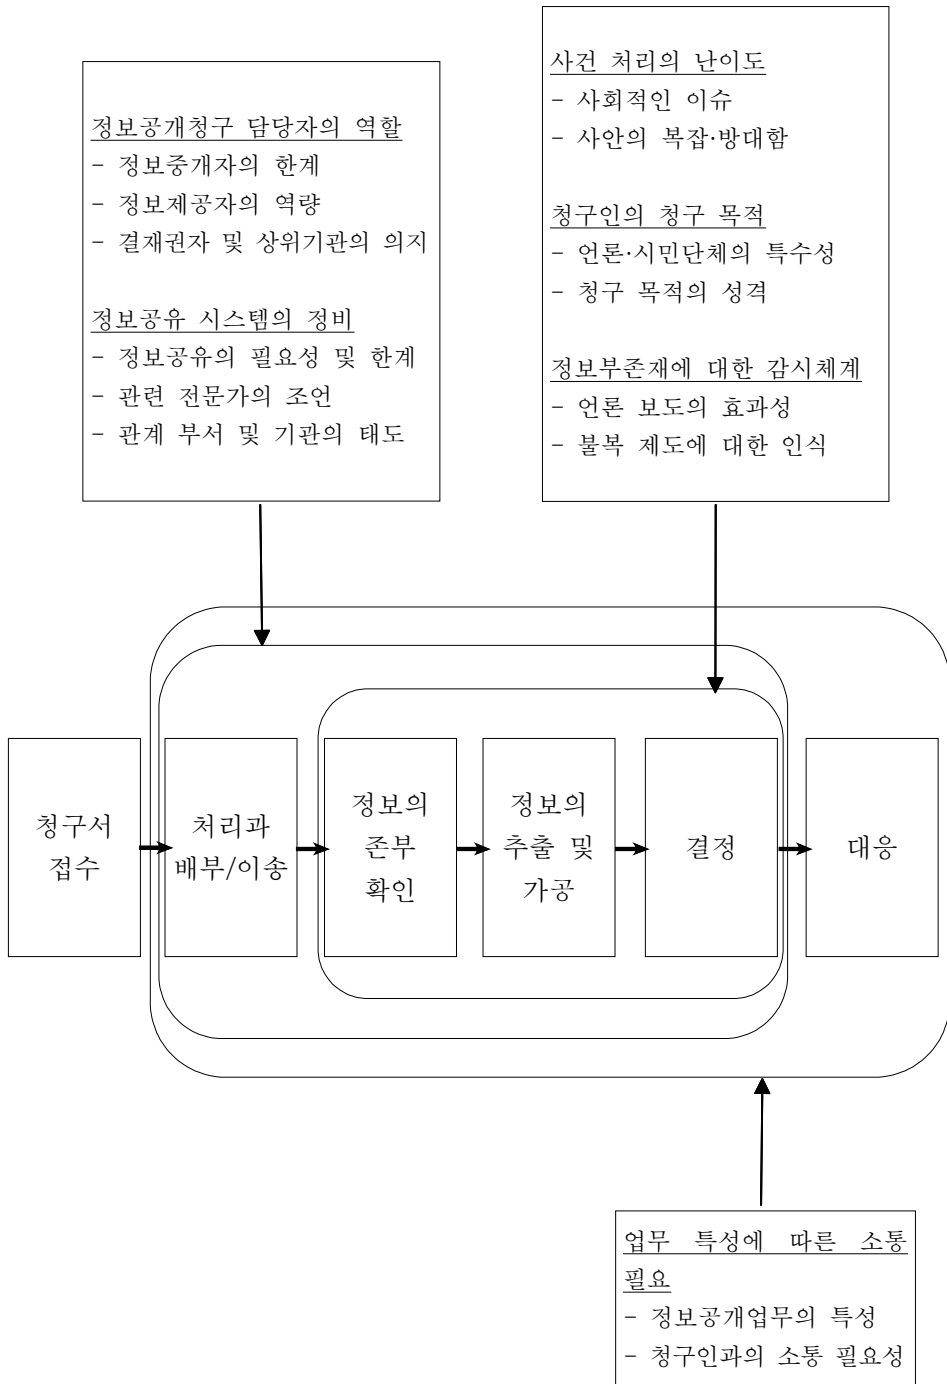 정보공개청구 담당자의 역할
- 정보중개자의 한계
- 정보제공자의 역량
- 결재권자 및 상위기관의 의지
정보공유 시스템의 정비
- 정보공유의 필요성 및 한계
- 관련 전문가의 조언
- 관계 부서 및 기관의 태도
사건 처리의 난이도
- 사회적인 이슈
- 사안의 복잡·방대함
청구인의 청구 목적
- 언론·시민단체의 특수성
- 청구 목적의 성격
정보부존재에 대한 감시체계
- 언론 보도의 효과성
- 불복 제도에 대한 인식
청구서
접수
처리과
배부/이송
정보의
존부
확인
정보의
추출 및
가공
결정
대응
업무 특성에 따른 소통
필요
- 정보공개업무의 특성
- 청구인과의 소통 필요성